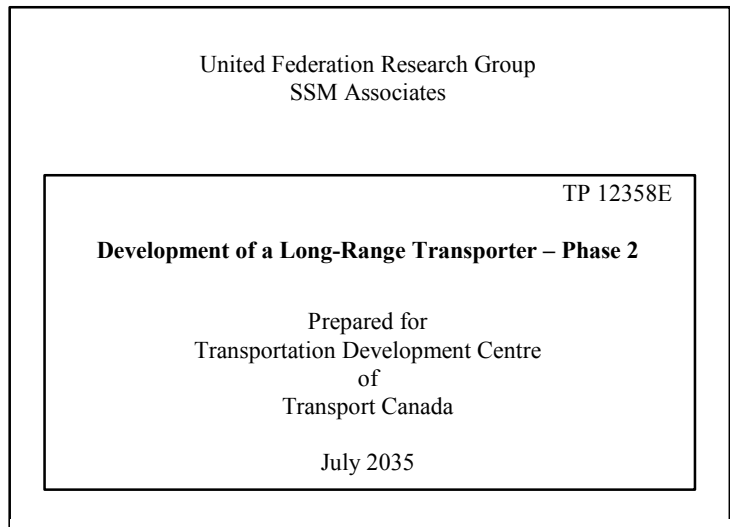 United Federation Research Group
SSM Associates
TP 12358E
Development of a Long-Range Transporter – Phase 2
Prepared for
Transportation Development Centre
of
Transport Canada
July 2035